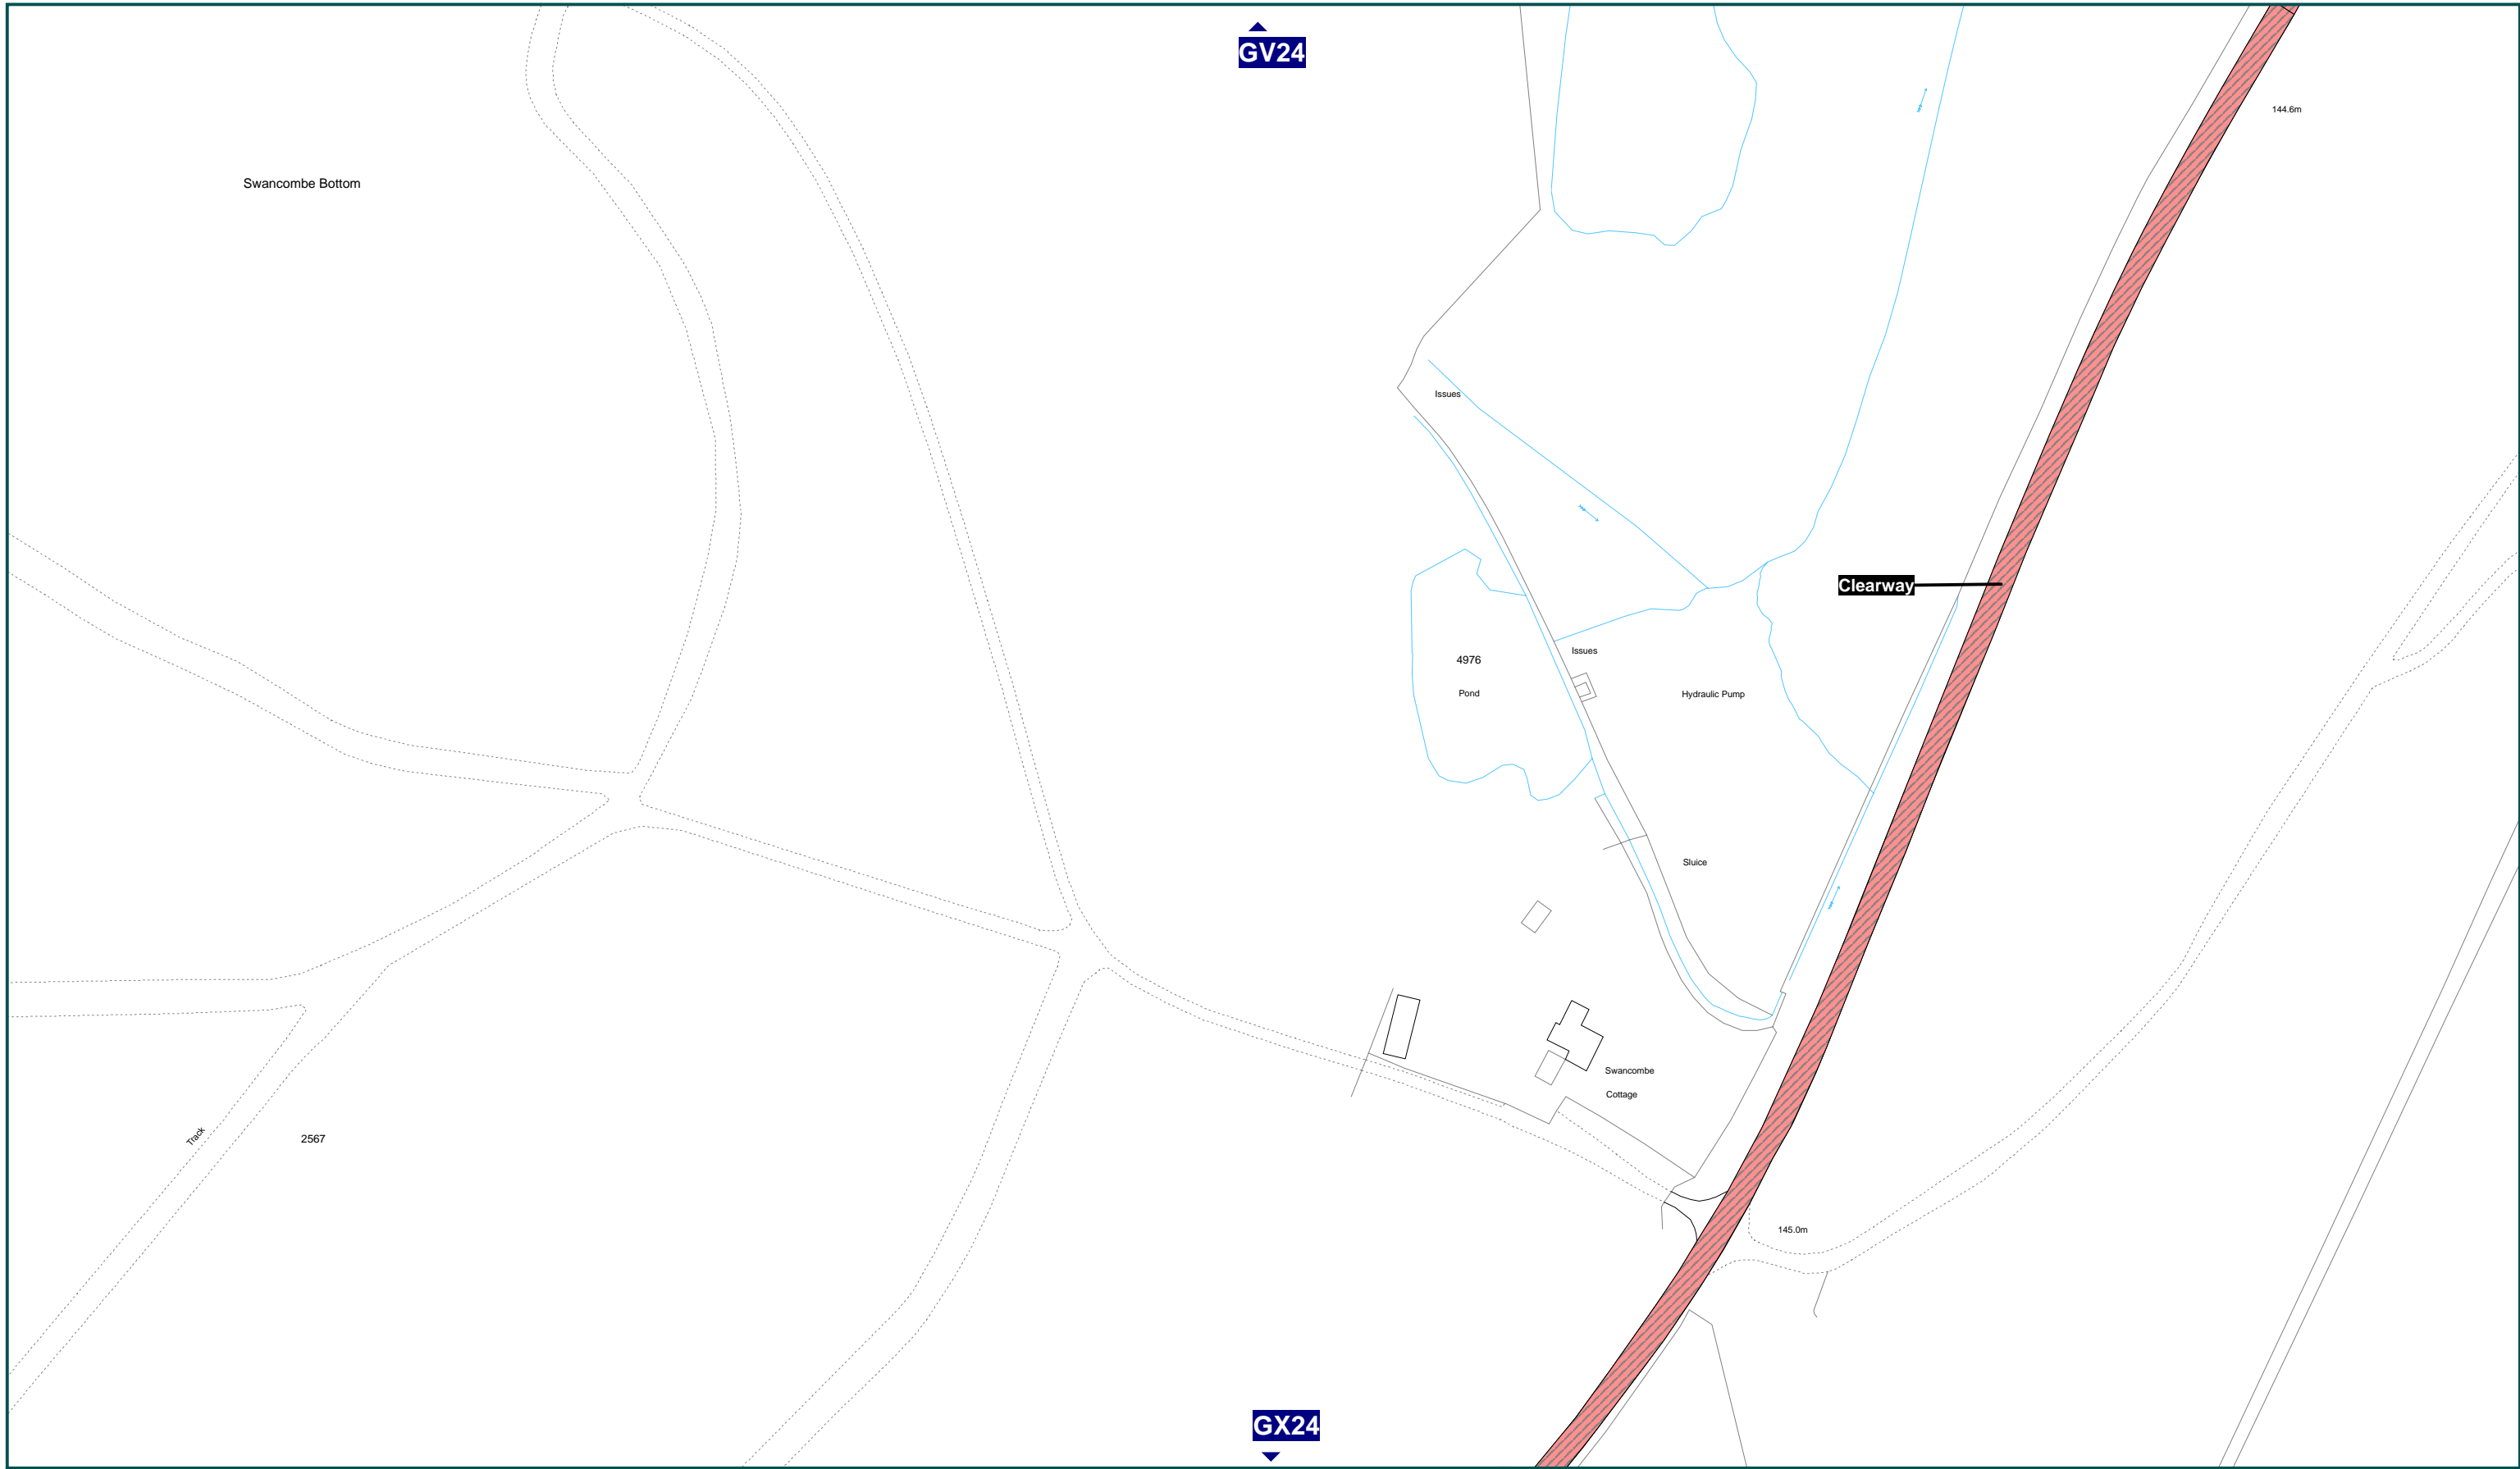 GV24
144.6m
Swancombe Bottom
Issues
Clearway
Issues
4976
Pond
Hydraulic Pump
Sluice
Swancombe
Cottage
Track
2567
145.0m
GX24